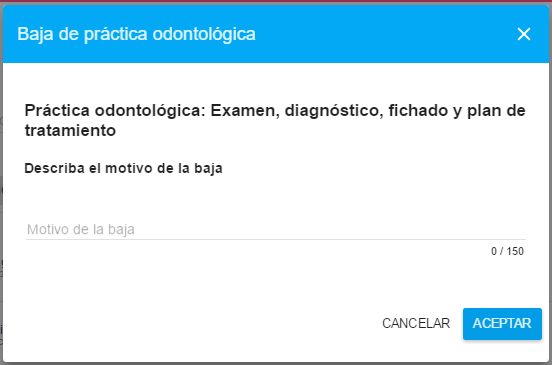 Baja de práctica odontológica
Práctica odontológica: Examen, diagnóstico, fichado y plan de
tratamiento
Describa el motivo de la baja
Motivo de la baja
0 / 150
CANCELAR ACEPTAR